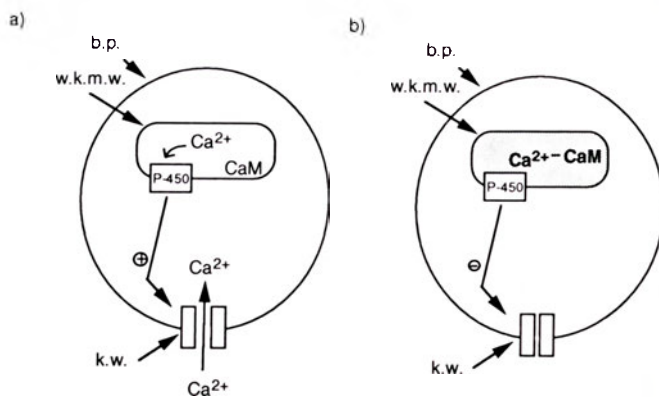 a)
b.p.
w.k.m.w.
Ca²⁺
CaM
P-450
⊕
Ca²⁺
k.w.
Ca²⁺
b)
b.p.
w.k.m.w.
Ca²⁺–CaM
P-450
⊖
k.w.